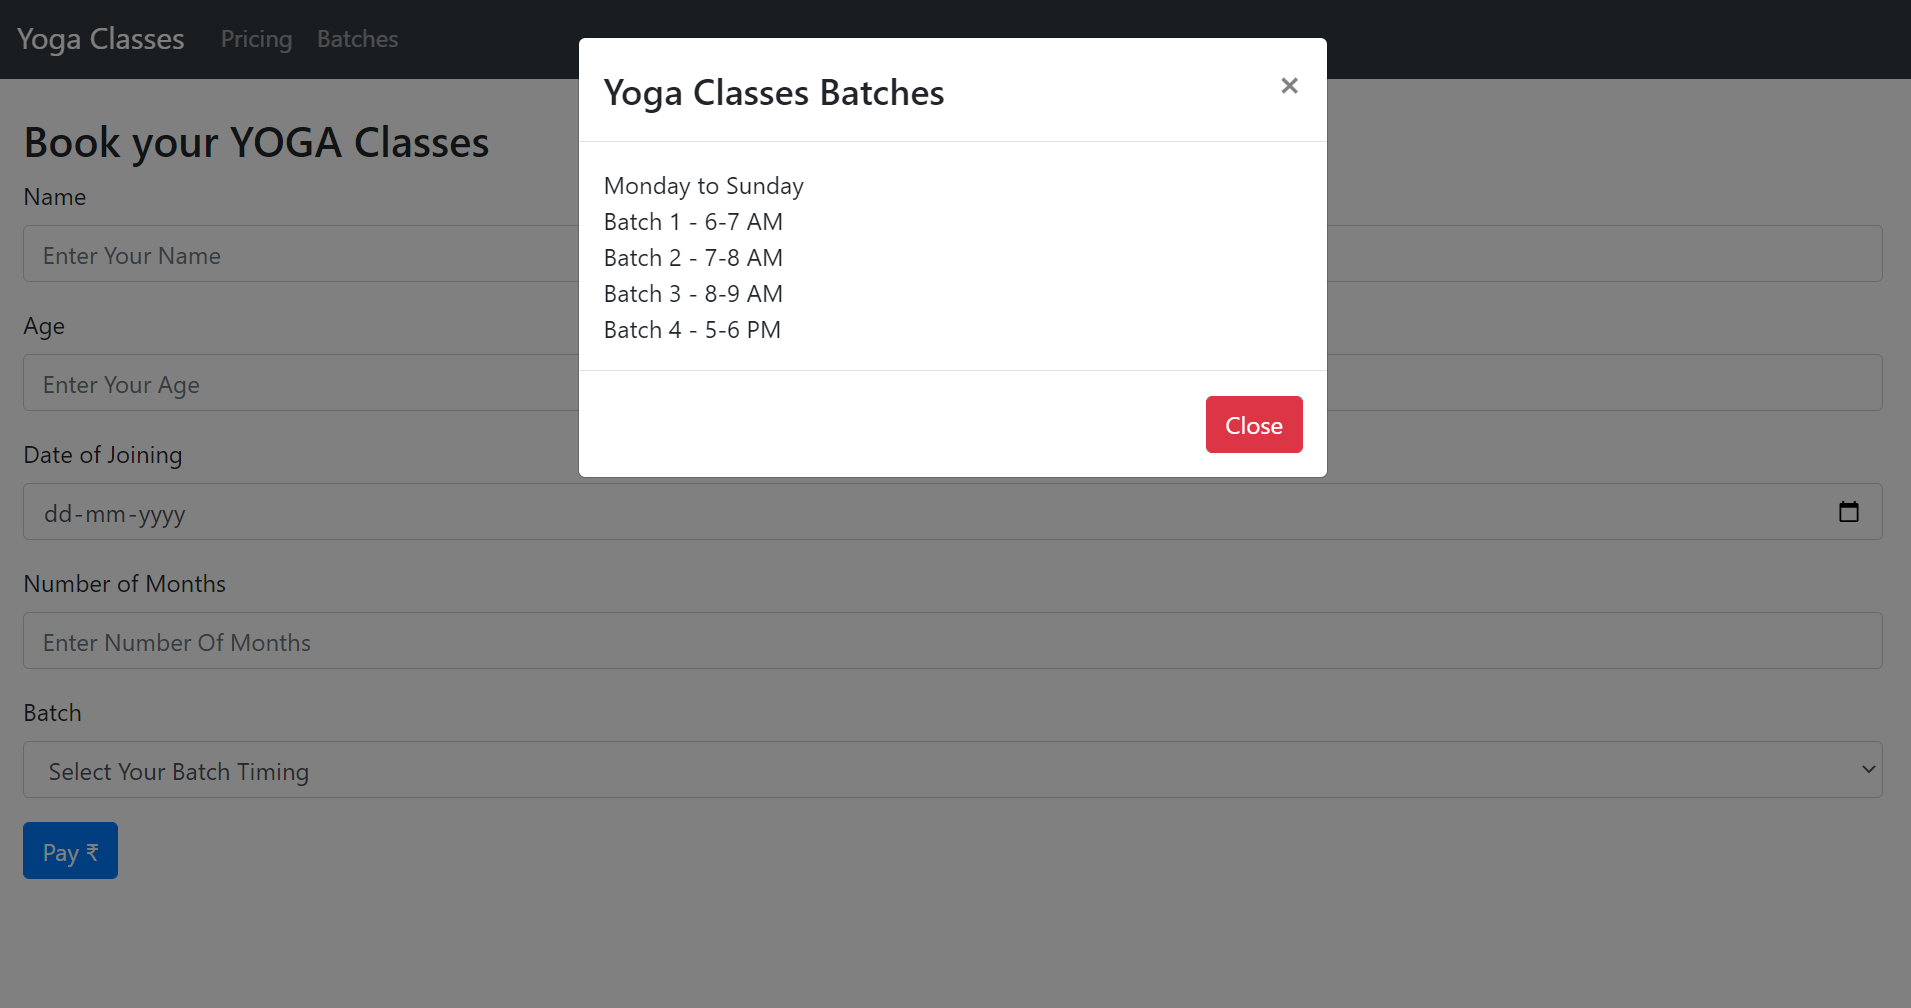 Yoga Classes Pricing Batches
Yoga Classes Batches ×
Monday to Sunday
Batch 1 - 6-7 AM
Batch 2 - 7-8 AM
Batch 3 - 8-9 AM
Batch 4 - 5-6 PM
Close
Book your YOGA Classes
Name
Enter Your Name
Age
Enter Your Age
Date of Joining
dd-mm-yyyy
Number of Months
Enter Number Of Months
Batch
Select Your Batch Timing
Pay ₹